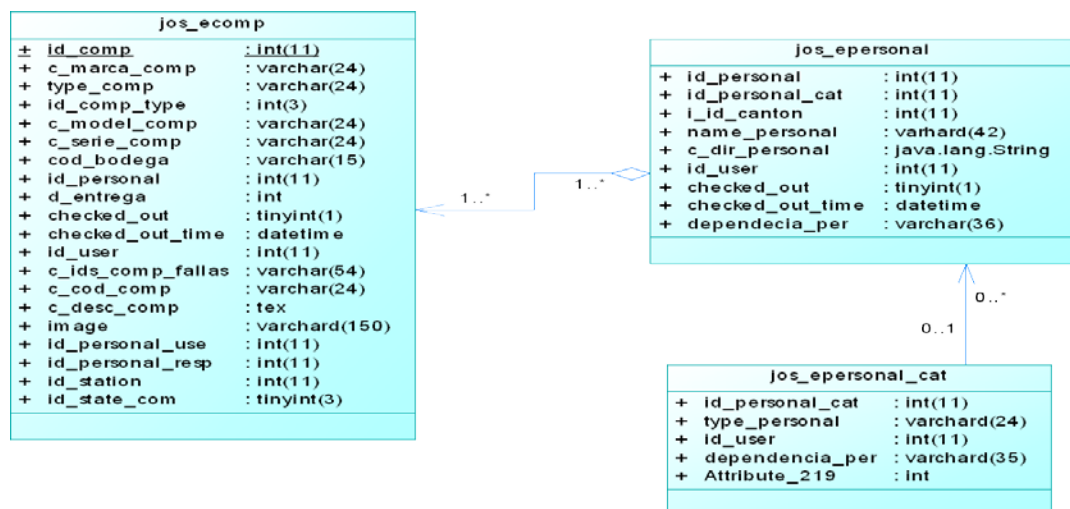 jos_ecomp
+ id_comp : int(11)
+ c_marca_comp : varchar(24)
+ type_comp : varchar(24)
+ id_comp_type : int(3)
+ c_model_comp : varchar(24)
+ c_serie_comp : varchar(24)
+ cod_bodega : varchar(15)
+ id_personal : int(11)
+ d_entrega : int
+ checked_out : tinyint(1)
+ checked_out_time : datetime
+ id_user : int(11)
+ c_ids_comp_fallas : varchar(54)
+ c_cod_comp : varchar(24)
+ c_desc_comp : tex
+ image : varchard(150)
+ id_personal_use : int(11)
+ id_personal_resp : int(11)
+ id_station : int(11)
+ id_state_com : tinyint(3)
1..*
1..*
jos_epersonal
+ id_personal : int(11)
+ id_personal_cat : int(11)
+ i_id_canton : int(11)
+ name_personal : varhard(42)
+ c_dir_personal : java.lang.String
+ id_user : int(11)
+ checked_out : tinyint(1)
+ checked_out_time : datetime
+ dependecia_per : varchar(36)
0..*
0..1
jos_epersonal_cat
+ id_personal_cat : int(11)
+ type_personal : varchard(24)
+ id_user : int(11)
+ dependencia_per : varchard(35)
+ Attribute_219 : int